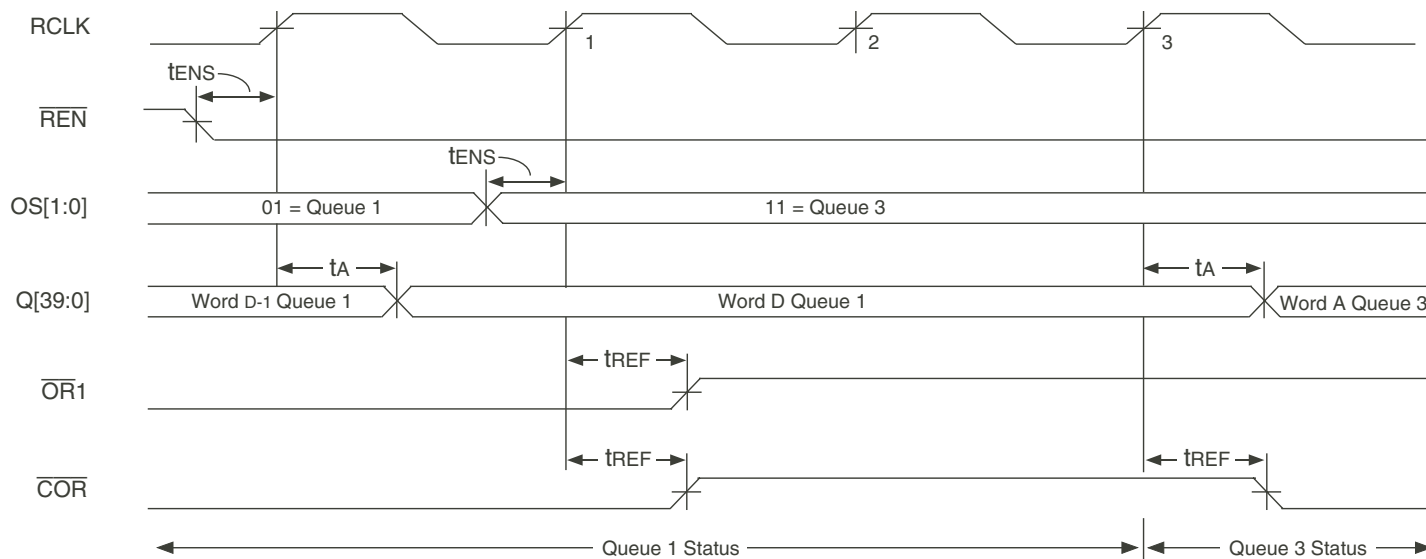 RCLK
1
2
3
tENS
REN
tENS
OS[1:0]
01 = Queue 1
11 = Queue 3
tA
tA
Q[39:0]
Word D-1 Queue 1
Word D Queue 1
Word A Queue 3
tREF
OR1
tREF
tREF
COR
Queue 1 Status
Queue 3 Status